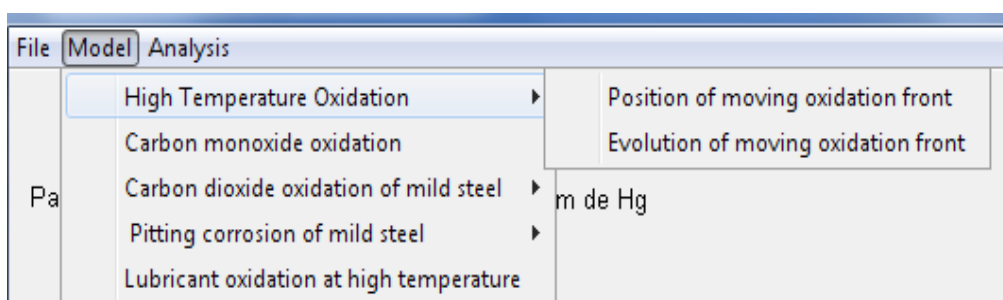 File Model Analysis
High Temperature Oxidation
Position of moving oxidation front
Evolution of moving oxidation front
Carbon monoxide oxidation
Carbon dioxide oxidation of mild steel
Pitting corrosion of mild steel
Lubricant oxidation at high temperature
Pa m de Hg